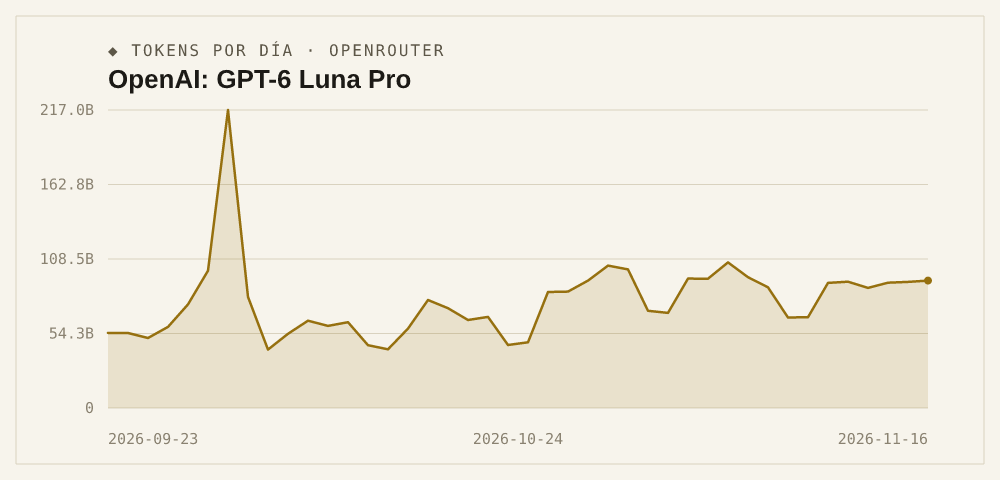 ◆ TOKENS POR DÍA · OPENROUTER
OpenAI: GPT-6 Luna Pro
217.0B
162.8B
108.5B
54.3B
0
2026-09-23 2026-10-24 2026-11-16